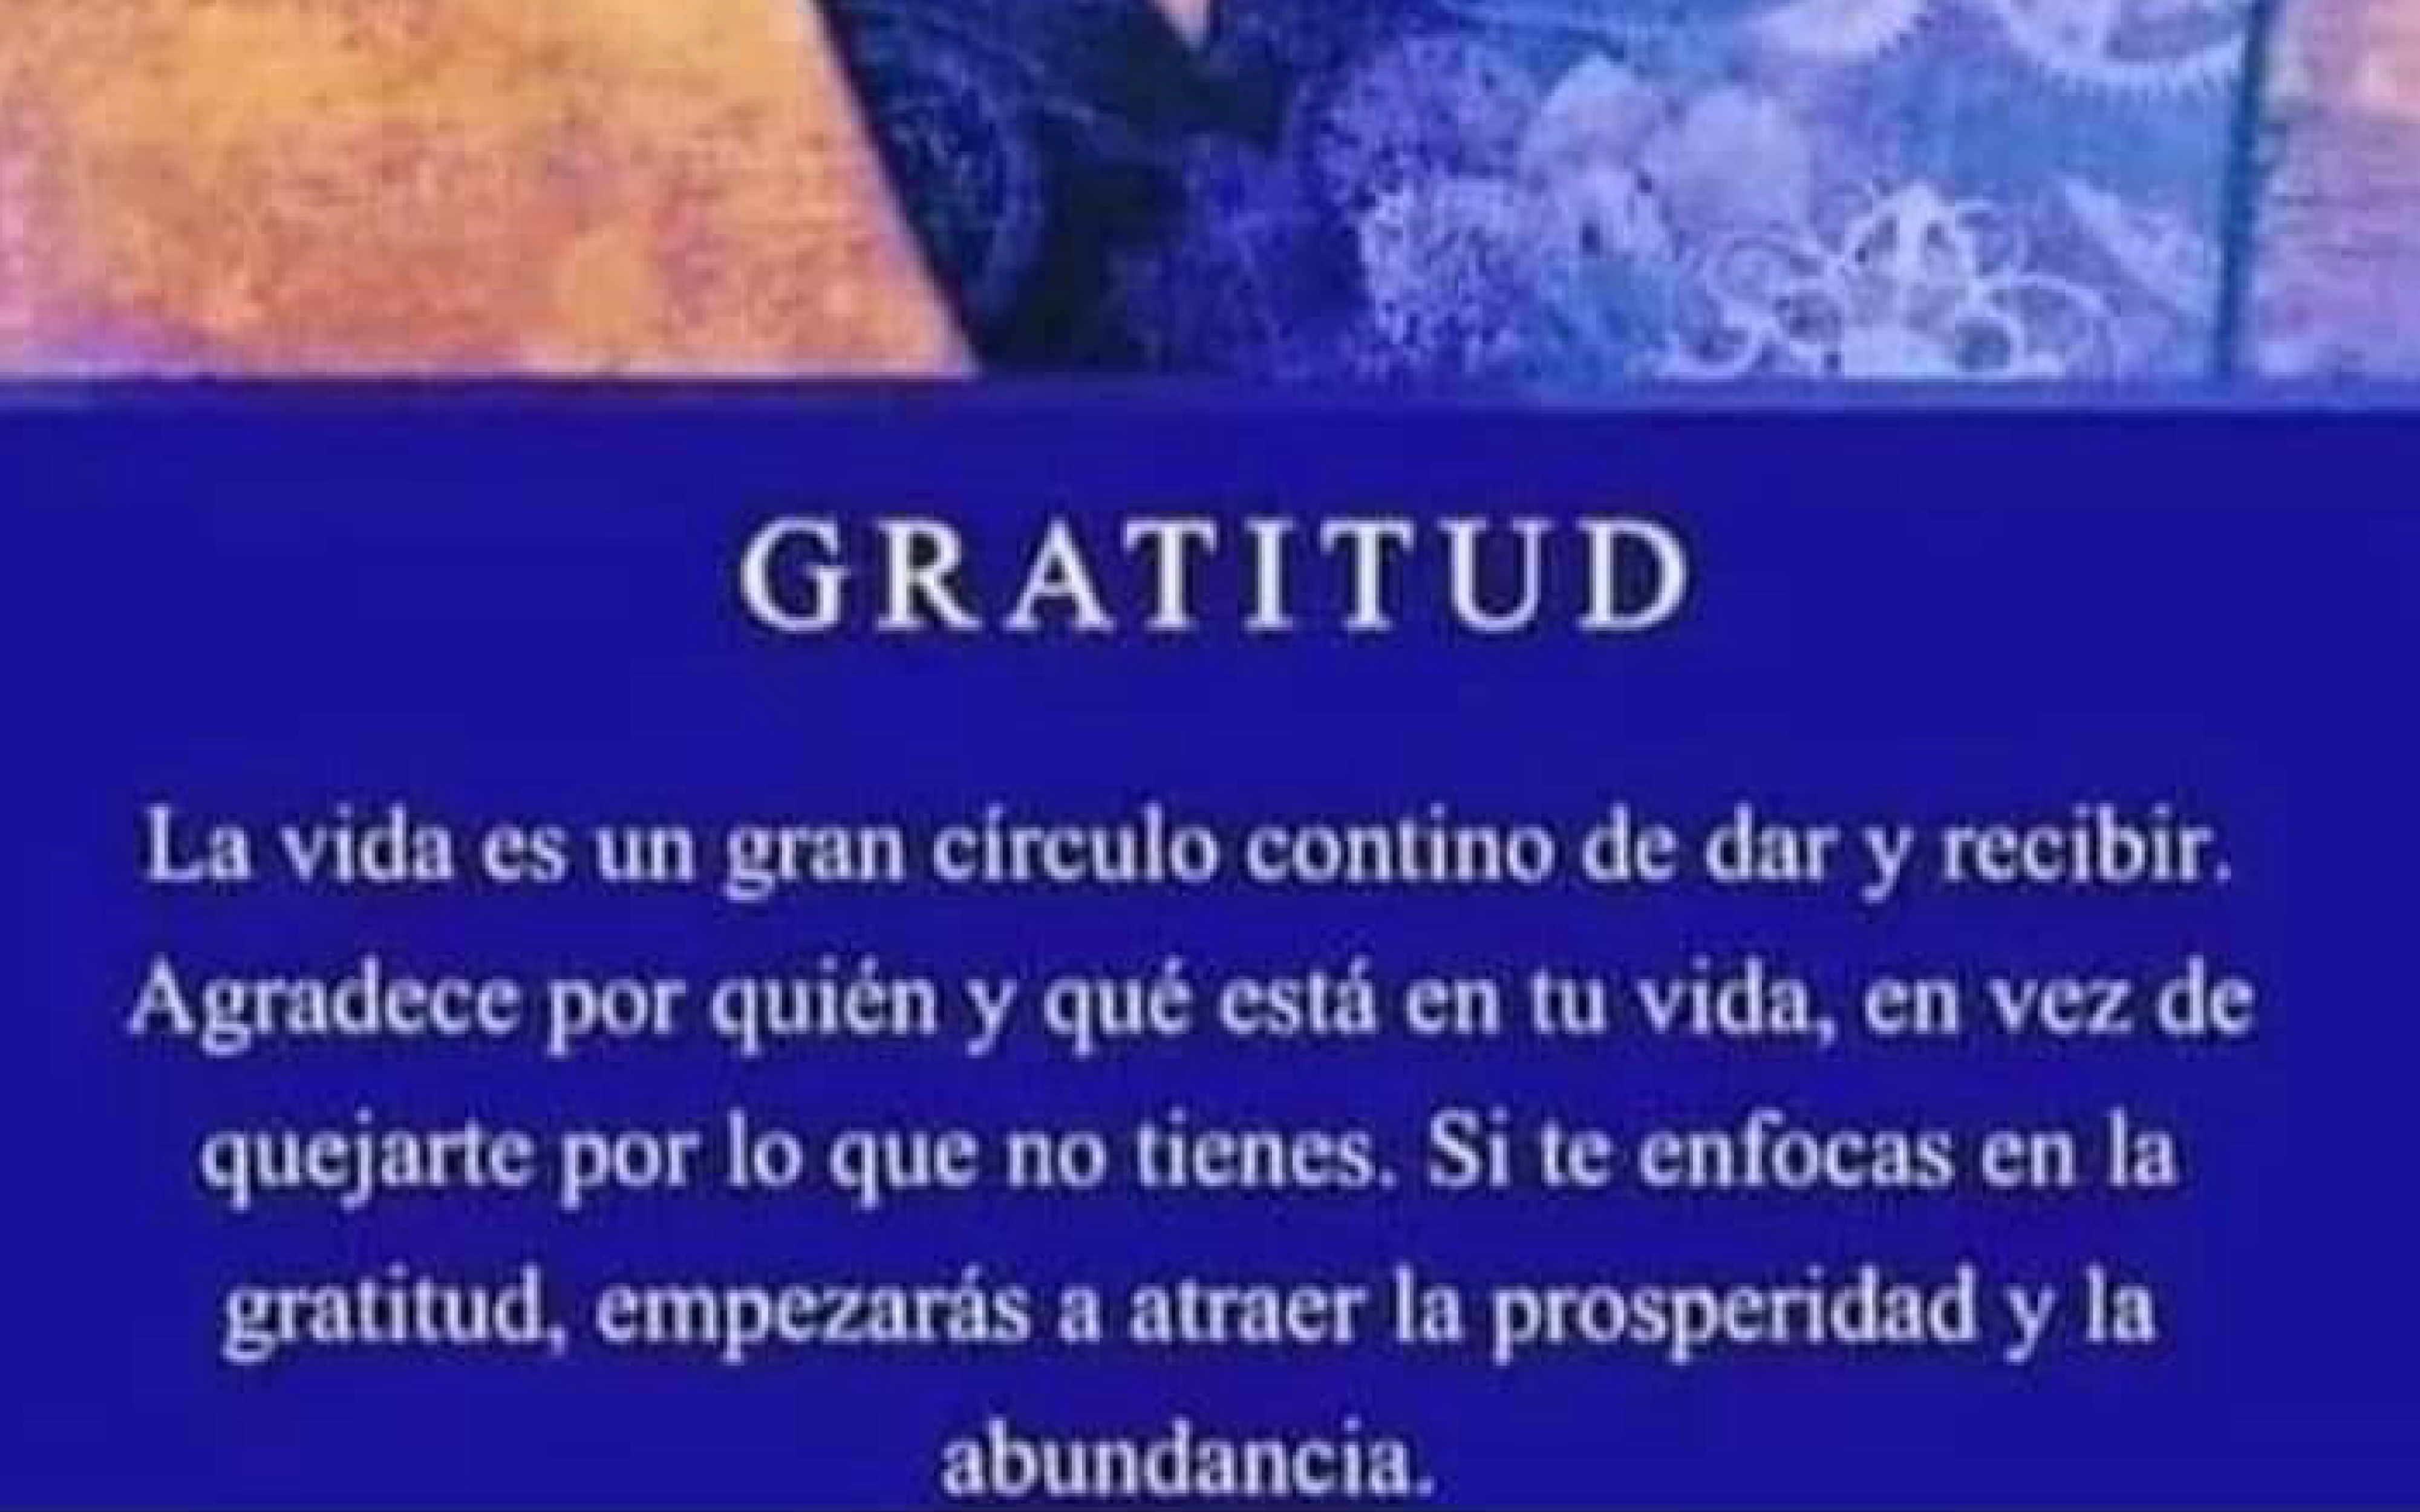 GRATITUD
La vida es un gran círculo contino de dar y recibir.
Agradece por quién y qué está en tu vida, en vez de
quejarte por lo que no tienes. Si te enfocas en la
gratitud, empezarás a atraer la prosperidad y la
abundancia.